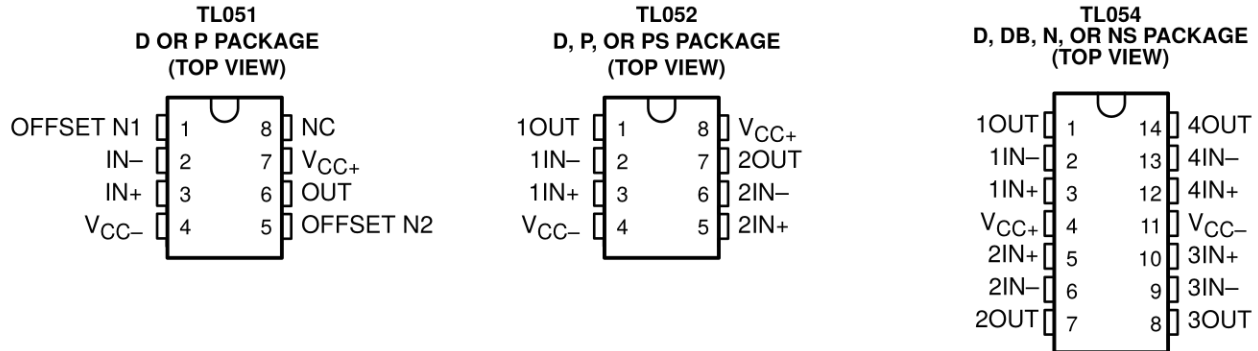 TL051
D OR P PACKAGE
(TOP VIEW)
OFFSET N1 1 8 NC
IN– 2 7 VCC+
IN+ 3 6 OUT
VCC– 4 5 OFFSET N2
TL052
D, P, OR PS PACKAGE
(TOP VIEW)
1OUT 1 8 VCC+
1IN– 2 7 2OUT
1IN+ 3 6 2IN–
VCC– 4 5 2IN+
TL054
D, DB, N, OR NS PACKAGE
(TOP VIEW)
1OUT 1 14 4OUT
1IN– 2 13 4IN–
1IN+ 3 12 4IN+
VCC+ 4 11 VCC–
2IN+ 5 10 3IN+
2IN– 6 9 3IN–
2OUT 7 8 3OUT